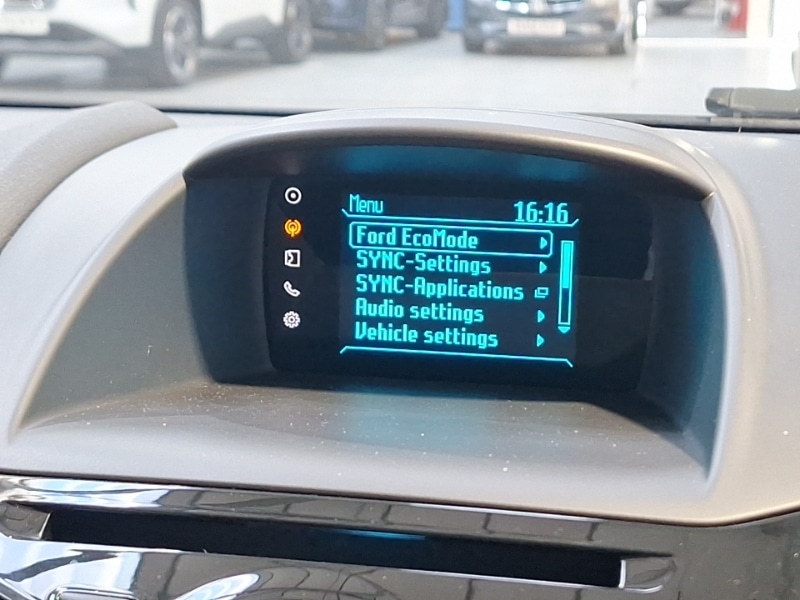 Menu 16:16
Ford EcoMode
SYNC-Settings
SYNC-Applications
Audio settings
Vehicle settings